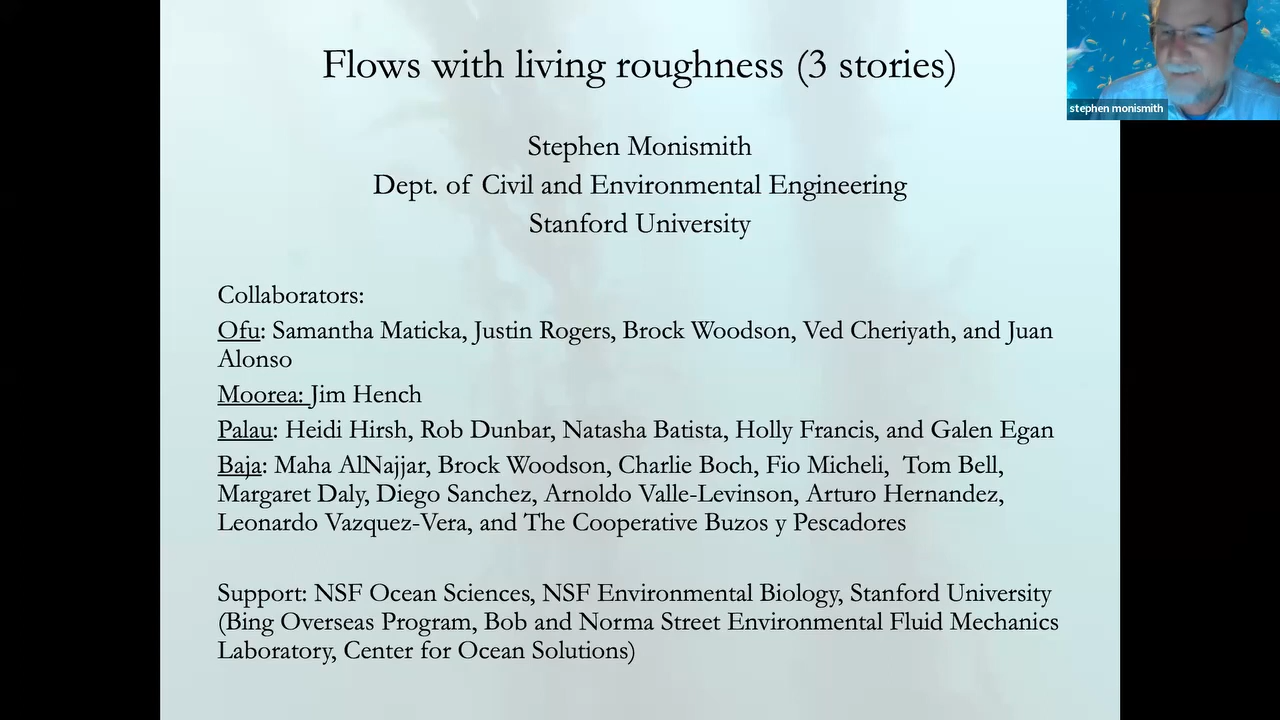 Flows with living roughness (3 stories)
stephen monismith
Stephen Monismith
Dept. of Civil and Environmental Engineering
Stanford University
Collaborators:
Ofu: Samantha Maticka, Justin Rogers, Brock Woodson, Ved Cheriyath, and Juan
Alonso
Moorea: Jim Hench
Palau: Heidi Hirsh, Rob Dunbar, Natasha Batista, Holly Francis, and Galen Egan
Baja: Maha AlNajjar, Brock Woodson, Charlie Boch, Fio Micheli, Tom Bell,
Margaret Daly, Diego Sanchez, Arnoldo Valle-Levinson, Arturo Hernandez,
Leonardo Vazquez-Vera, and The Cooperative Buzos y Pescadores
Support: NSF Ocean Sciences, NSF Environmental Biology, Stanford University
(Bing Overseas Program, Bob and Norma Street Environmental Fluid Mechanics
Laboratory, Center for Ocean Solutions)